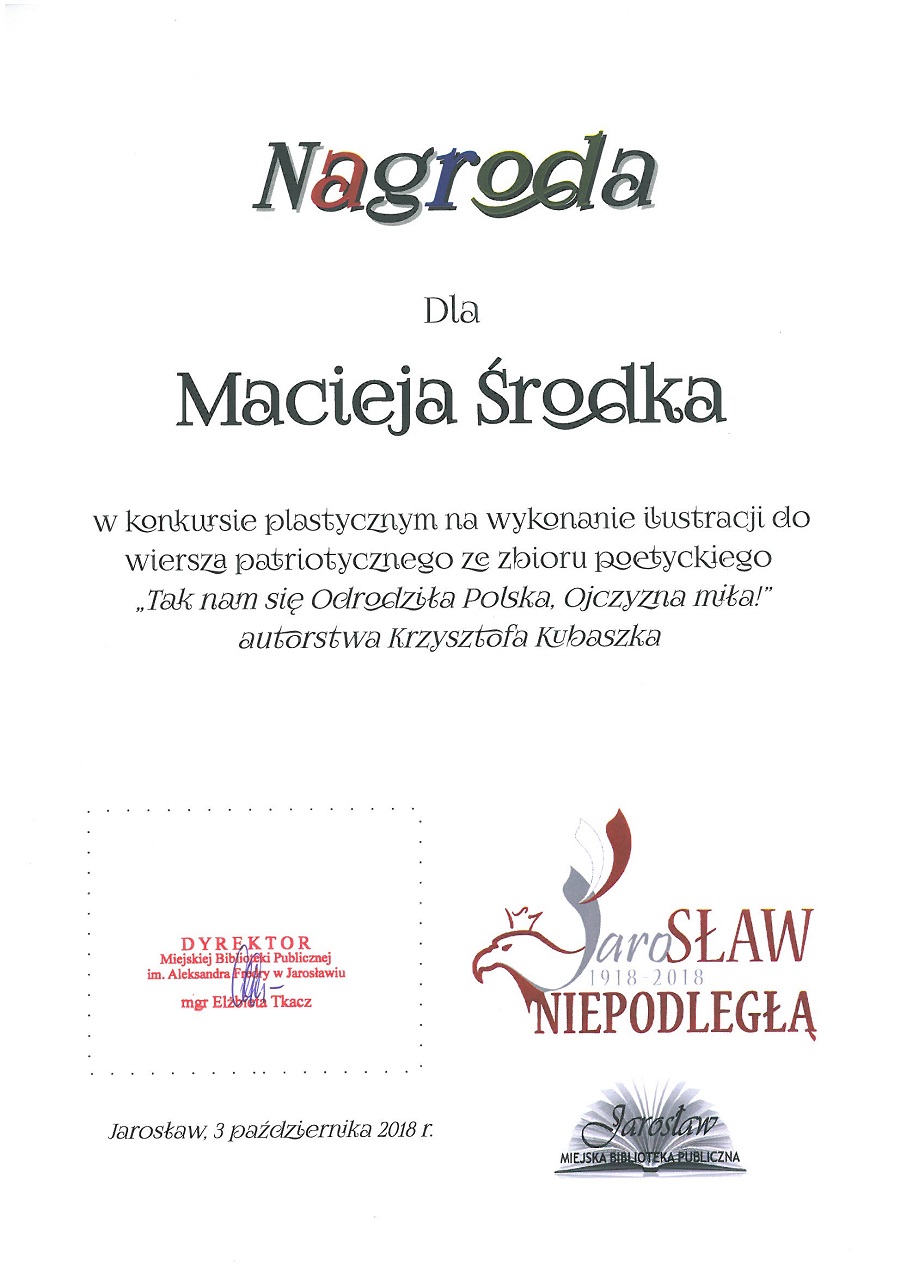 Nagroda
Dla
Macieja Środka
w konkursie plastycznym na wykonanie ilustracji do
wiersza patriotycznego ze zbioru poetyckiego
„Tak nam się Odrodziła Polska, Ojczyzna miła!”
autorstwa Krzysztofa Kubaszka
DYREKTOR
Miejskiej Biblioteki Publicznej
im. Aleksandra Fredry w Jarosławiu
mgr Elżbieta Tkacz
JaroSŁAW
1918-2018
NIEPODLEGŁĄ
Jarosław, 3 października 2018 r.
Jarosław
MIEJSKA BIBLIOTEKA PUBLICZNA